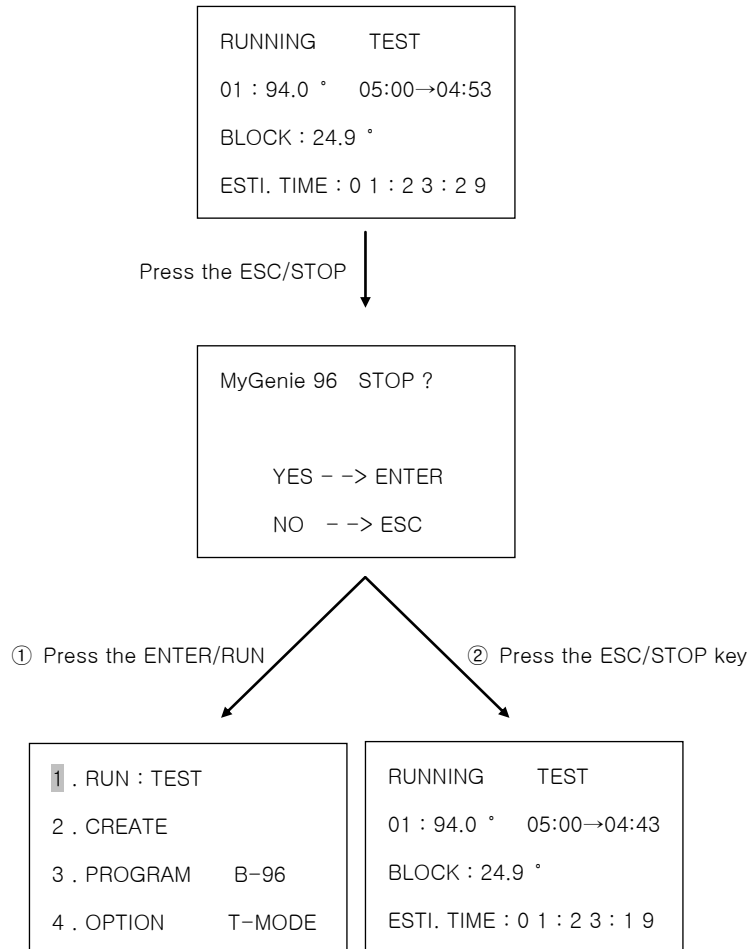 RUNNING TEST
01 : 94.0 ° 05:00→04:53
BLOCK : 24.9 °
ESTI. TIME : 0 1 : 2 3 : 2 9
Press the ESC/STOP
MyGenie 96 STOP ?
YES - -> ENTER
NO - -> ESC
① Press the ENTER/RUN
② Press the ESC/STOP key
1 . RUN : TEST
2 . CREATE
3 . PROGRAM B-96
4 . OPTION T-MODE
RUNNING TEST
01 : 94.0 ° 05:00→04:43
BLOCK : 24.9 °
ESTI. TIME : 0 1 : 2 3 : 1 9